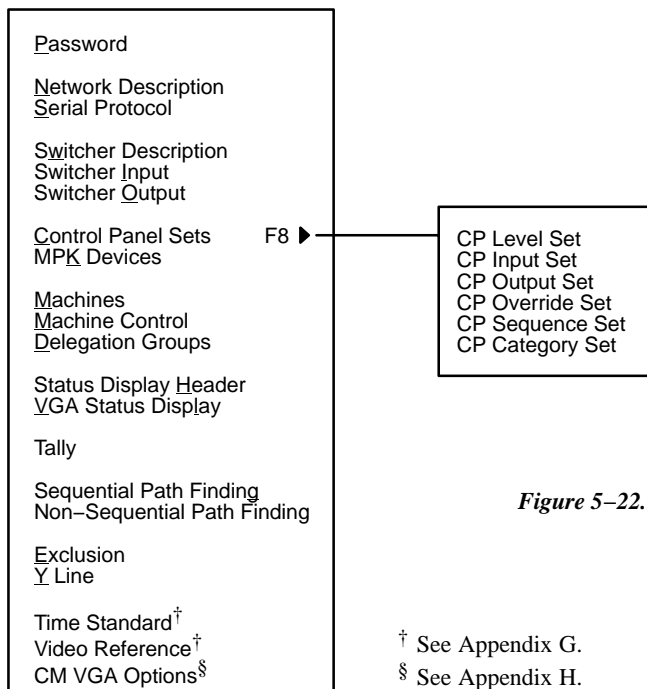 Password
Network Description
Serial Protocol
Switcher Description
Switcher Input
Switcher Output
Control Panel Sets F8
MPK Devices
Machines
Machine Control
Delegation Groups
Status Display Header
VGA Status Display
Tally
Sequential Path Finding
Non−Sequential Path Finding
Exclusion
Y Line
Time Standard†
Video Reference†
CM VGA Options§
CP Level Set
CP Input Set
CP Output Set
CP Override Set
CP Sequence Set
CP Category Set
Figure 5−22.
† See Appendix G.
§ See Appendix H.